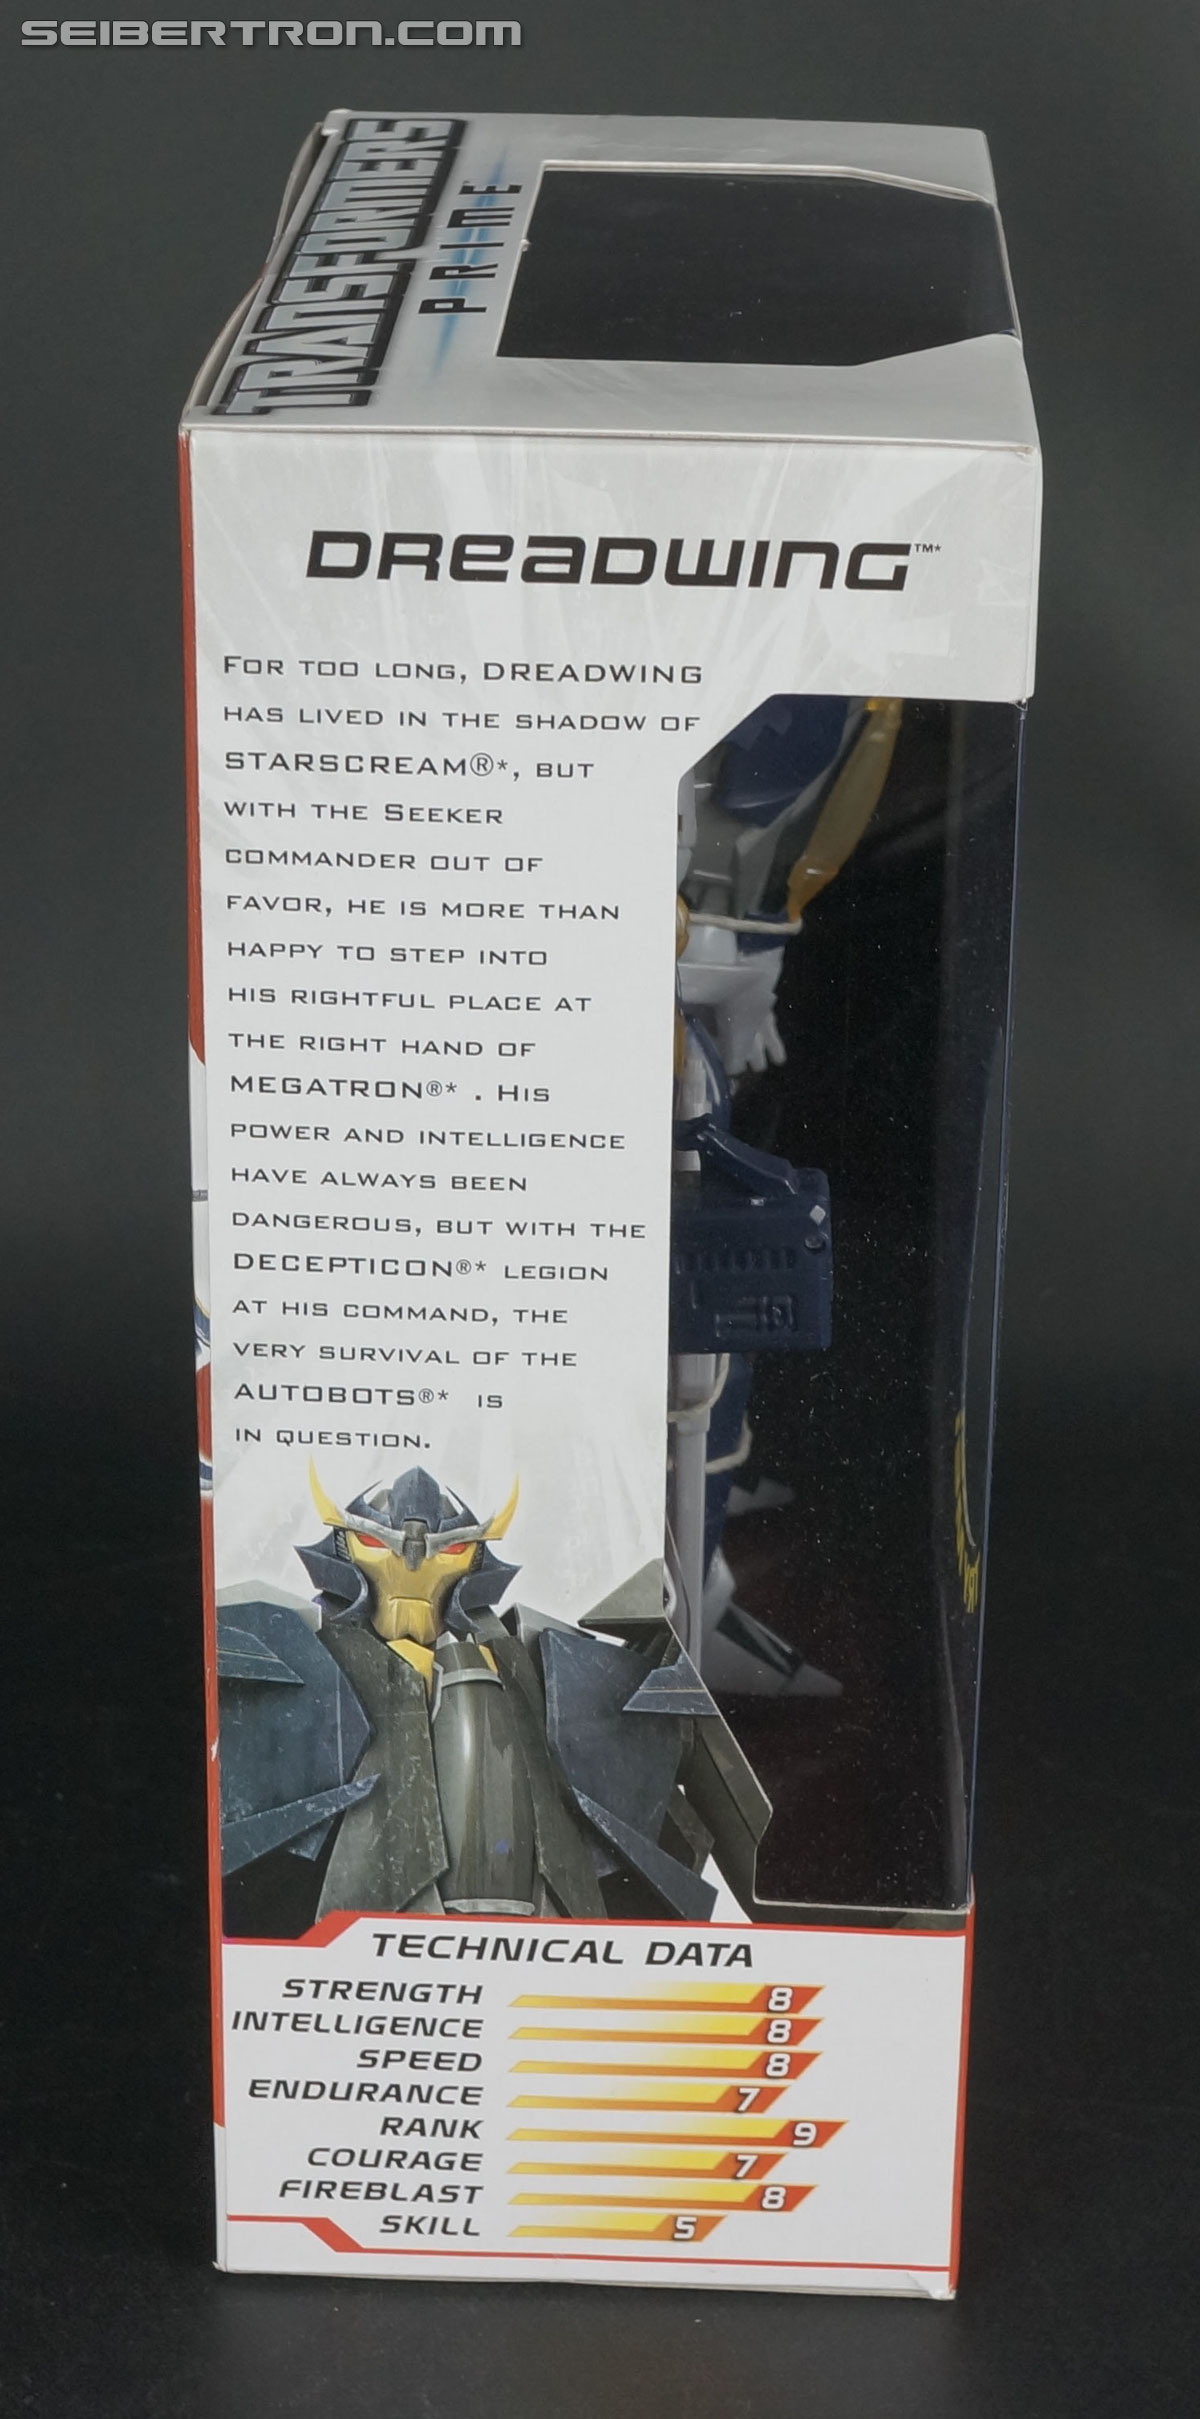 SEIBERTRON.COM
TRANSFORMERS
PRIME
DREADWING™*
FOR TOO LONG, DREADWING
HAS LIVED IN THE SHADOW OF
STARSCREAM®*, BUT
WITH THE SEEKER
COMMANDER OUT OF
FAVOR, HE IS MORE THAN
HAPPY TO STEP INTO
HIS RIGHTFUL PLACE AT
THE RIGHT HAND OF
MEGATRON®* . HIS
POWER AND INTELLIGENCE
HAVE ALWAYS BEEN
DANGEROUS, BUT WITH THE
DECEPTICON®* LEGION
AT HIS COMMAND, THE
VERY SURVIVAL OF THE
AUTOBOTS®* IS
IN QUESTION.
TECHNICAL DATA
STRENGTH 8
INTELLIGENCE 8
SPEED 8
ENDURANCE 7
RANK 9
COURAGE 7
FIREBLAST 8
SKILL 5